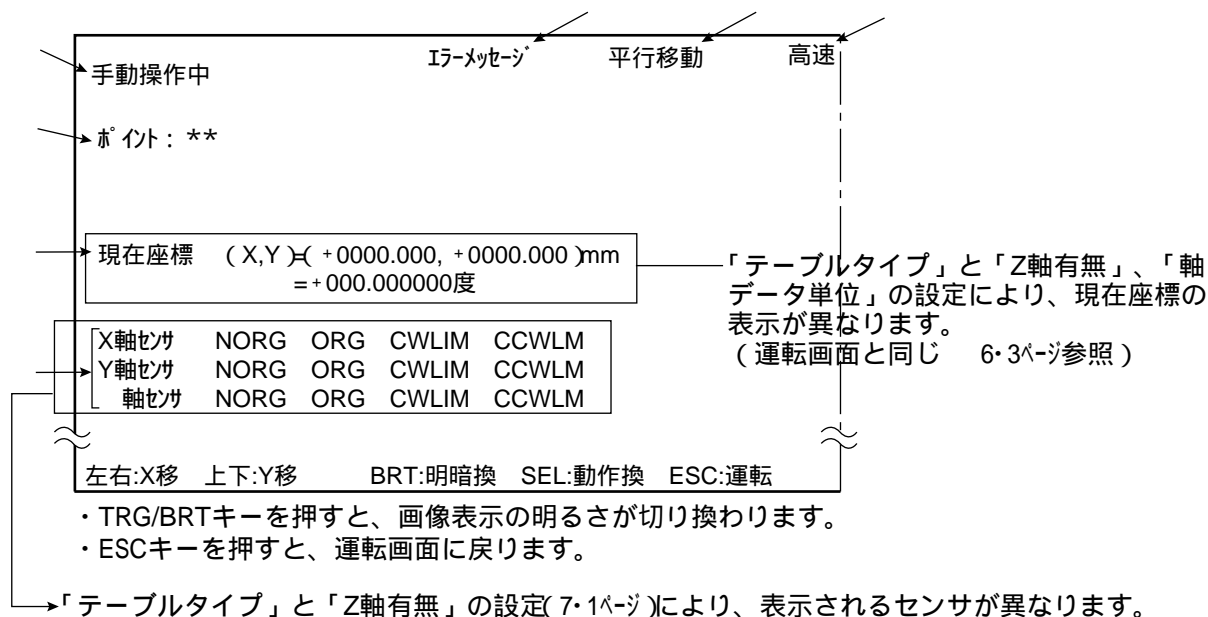 エラーメッセージ 平行移動 高速
手動操作中
ポイント：**
現在座標 （X,Y）=（+0000.000, +0000.000）mm
=+000.000000度
「テーブルタイプ」と「Z軸有無」、「軸
データ単位」の設定により、現在座標の
表示が異なります。
（運転画面と同じ 6・3ページ参照）
X軸センサ NORG ORG CWLIM CCWLM
Y軸センサ NORG ORG CWLIM CCWLM
軸センサ NORG ORG CWLIM CCWLM
左右:X移 上下:Y移 BRT:明暗換 SEL:動作換 ESC:運転
・TRG/BRTキーを押すと、画像表示の明るさが切り換わります。
・ESCキーを押すと、運転画面に戻ります。
「テーブルタイプ」と「Z軸有無」の設定（7・1ページ）により、表示されるセンサが異なります。